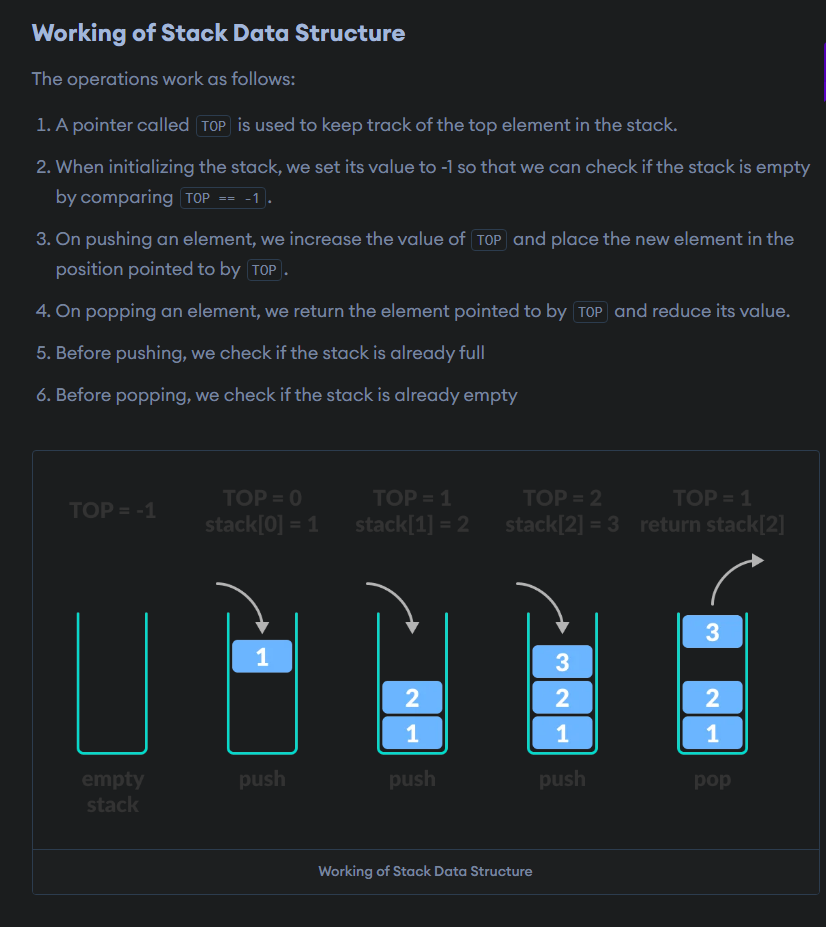 Working of Stack Data Structure
The operations work as follows:
1. A pointer called TOP is used to keep track of the top element in the stack.
2. When initializing the stack, we set its value to -1 so that we can check if the stack is empty
by comparing TOP == -1.
3. On pushing an element, we increase the value of TOP and place the new element in the
position pointed to by TOP.
4. On popping an element, we return the element pointed to by TOP and reduce its value.
5. Before pushing, we check if the stack is already full
6. Before popping, we check if the stack is already empty
TOP = -1
TOP = 0
stack[0] = 1
TOP = 1
stack[1] = 2
TOP = 2
stack[2] = 3
TOP = 1
return stack[2]
1
2
1
3
2
1
3
2
1
empty
stack
push
push
push
pop
Working of Stack Data Structure